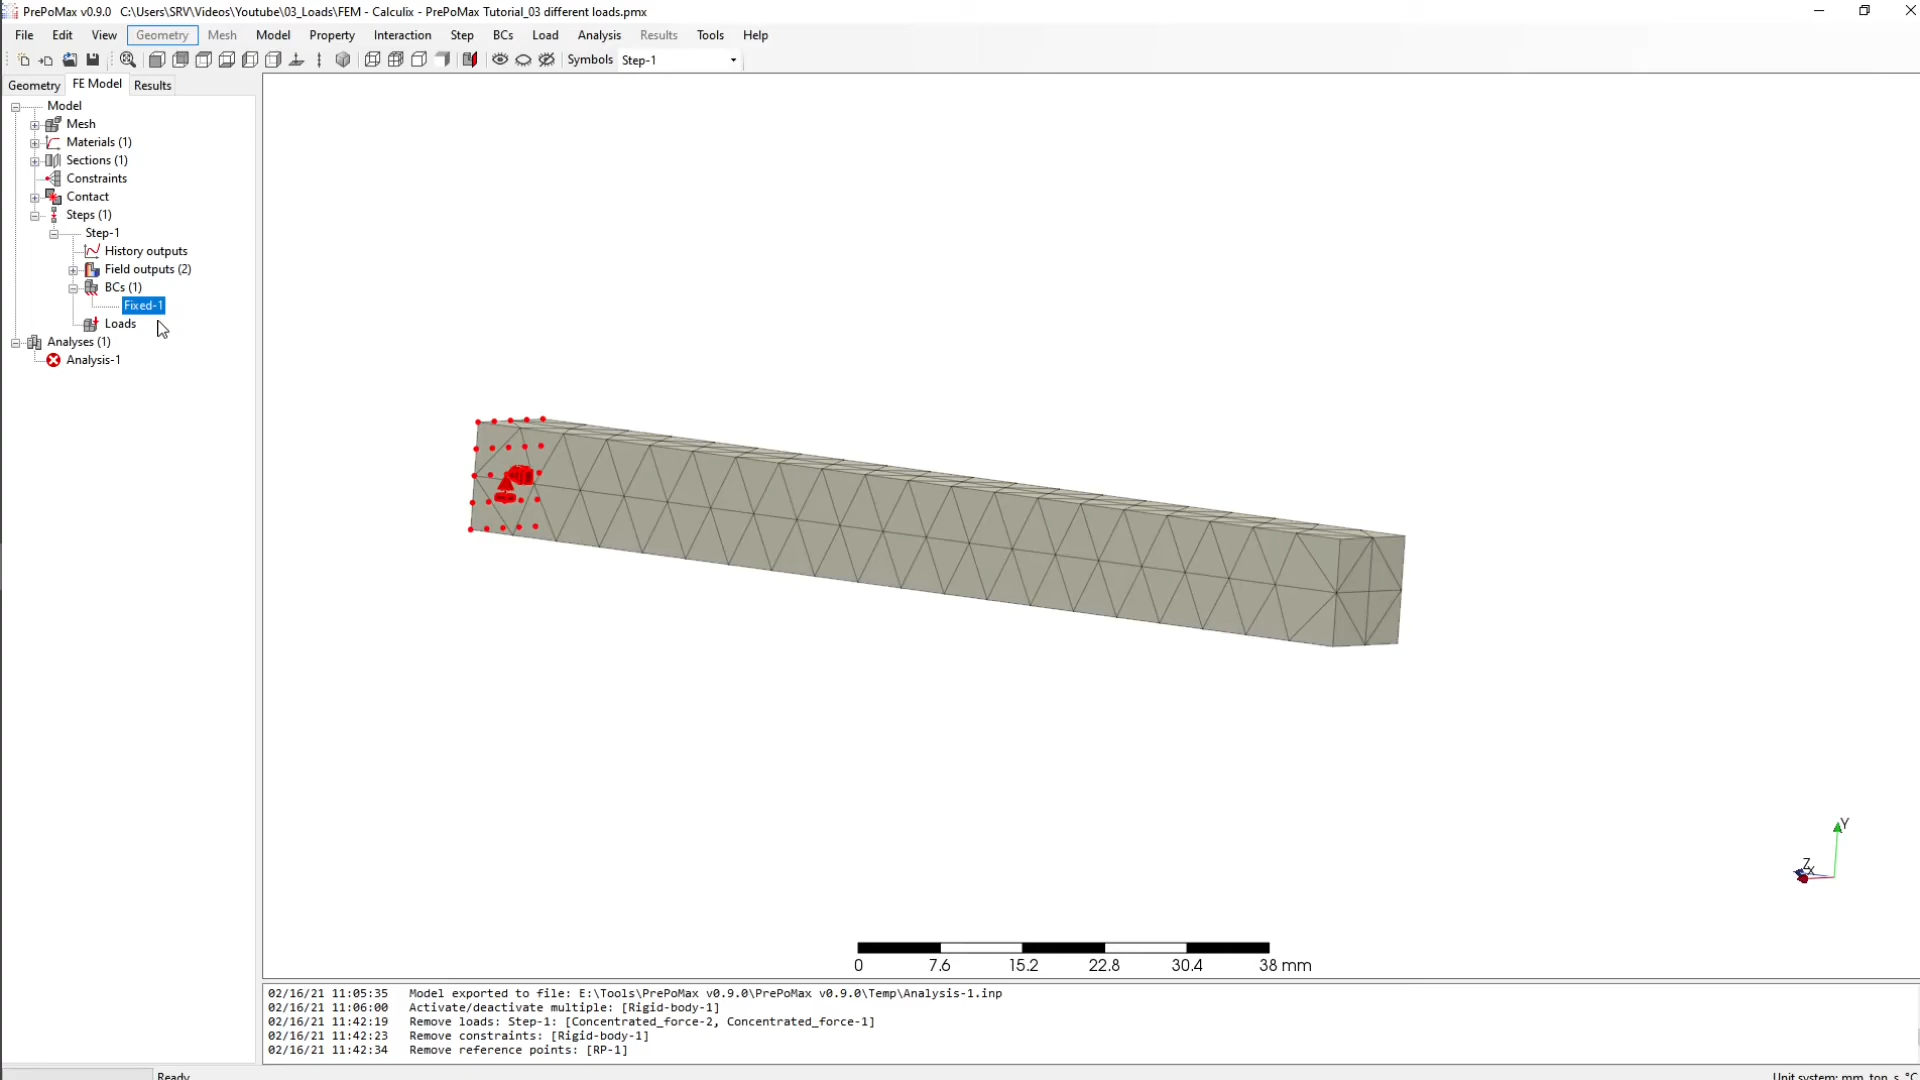 PrePoMax v0.9.0   C:\Users\SRV\Videos\Youtube\03_Loads\FEM - Calculix - PrePoMax Tutorial_03 different loads.pmx
File Edit View Geometry Mesh Model Property Interaction Step BCs Load Analysis Results Tools Help
Symbols Step-1
Geometry FE Model Results
Model
Mesh
Materials (1)
Sections (1)
Constraints
Contact
Steps (1)
Step-1
History outputs
Field outputs (2)
BCs (1)
Fixed-1
Loads
Analyses (1)
Analysis-1
Y
Z
X
0 7.6 15.2 22.8 30.4 38 mm
02/16/21 11:05:35   Model exported to file: E:\Tools\PrePoMax v0.9.0\PrePoMax v0.9.0\Temp\Analysis-1.inp
02/16/21 11:06:00   Activate/deactivate multiple: [Rigid-body-1]
02/16/21 11:42:19   Remove loads: Step-1: [Concentrated_force-2, Concentrated_force-1]
02/16/21 11:42:23   Remove constraints: [Rigid-body-1]
02/16/21 11:42:34   Remove reference points: [RP-1]
Ready
Unit system: mm, ton, s, °C